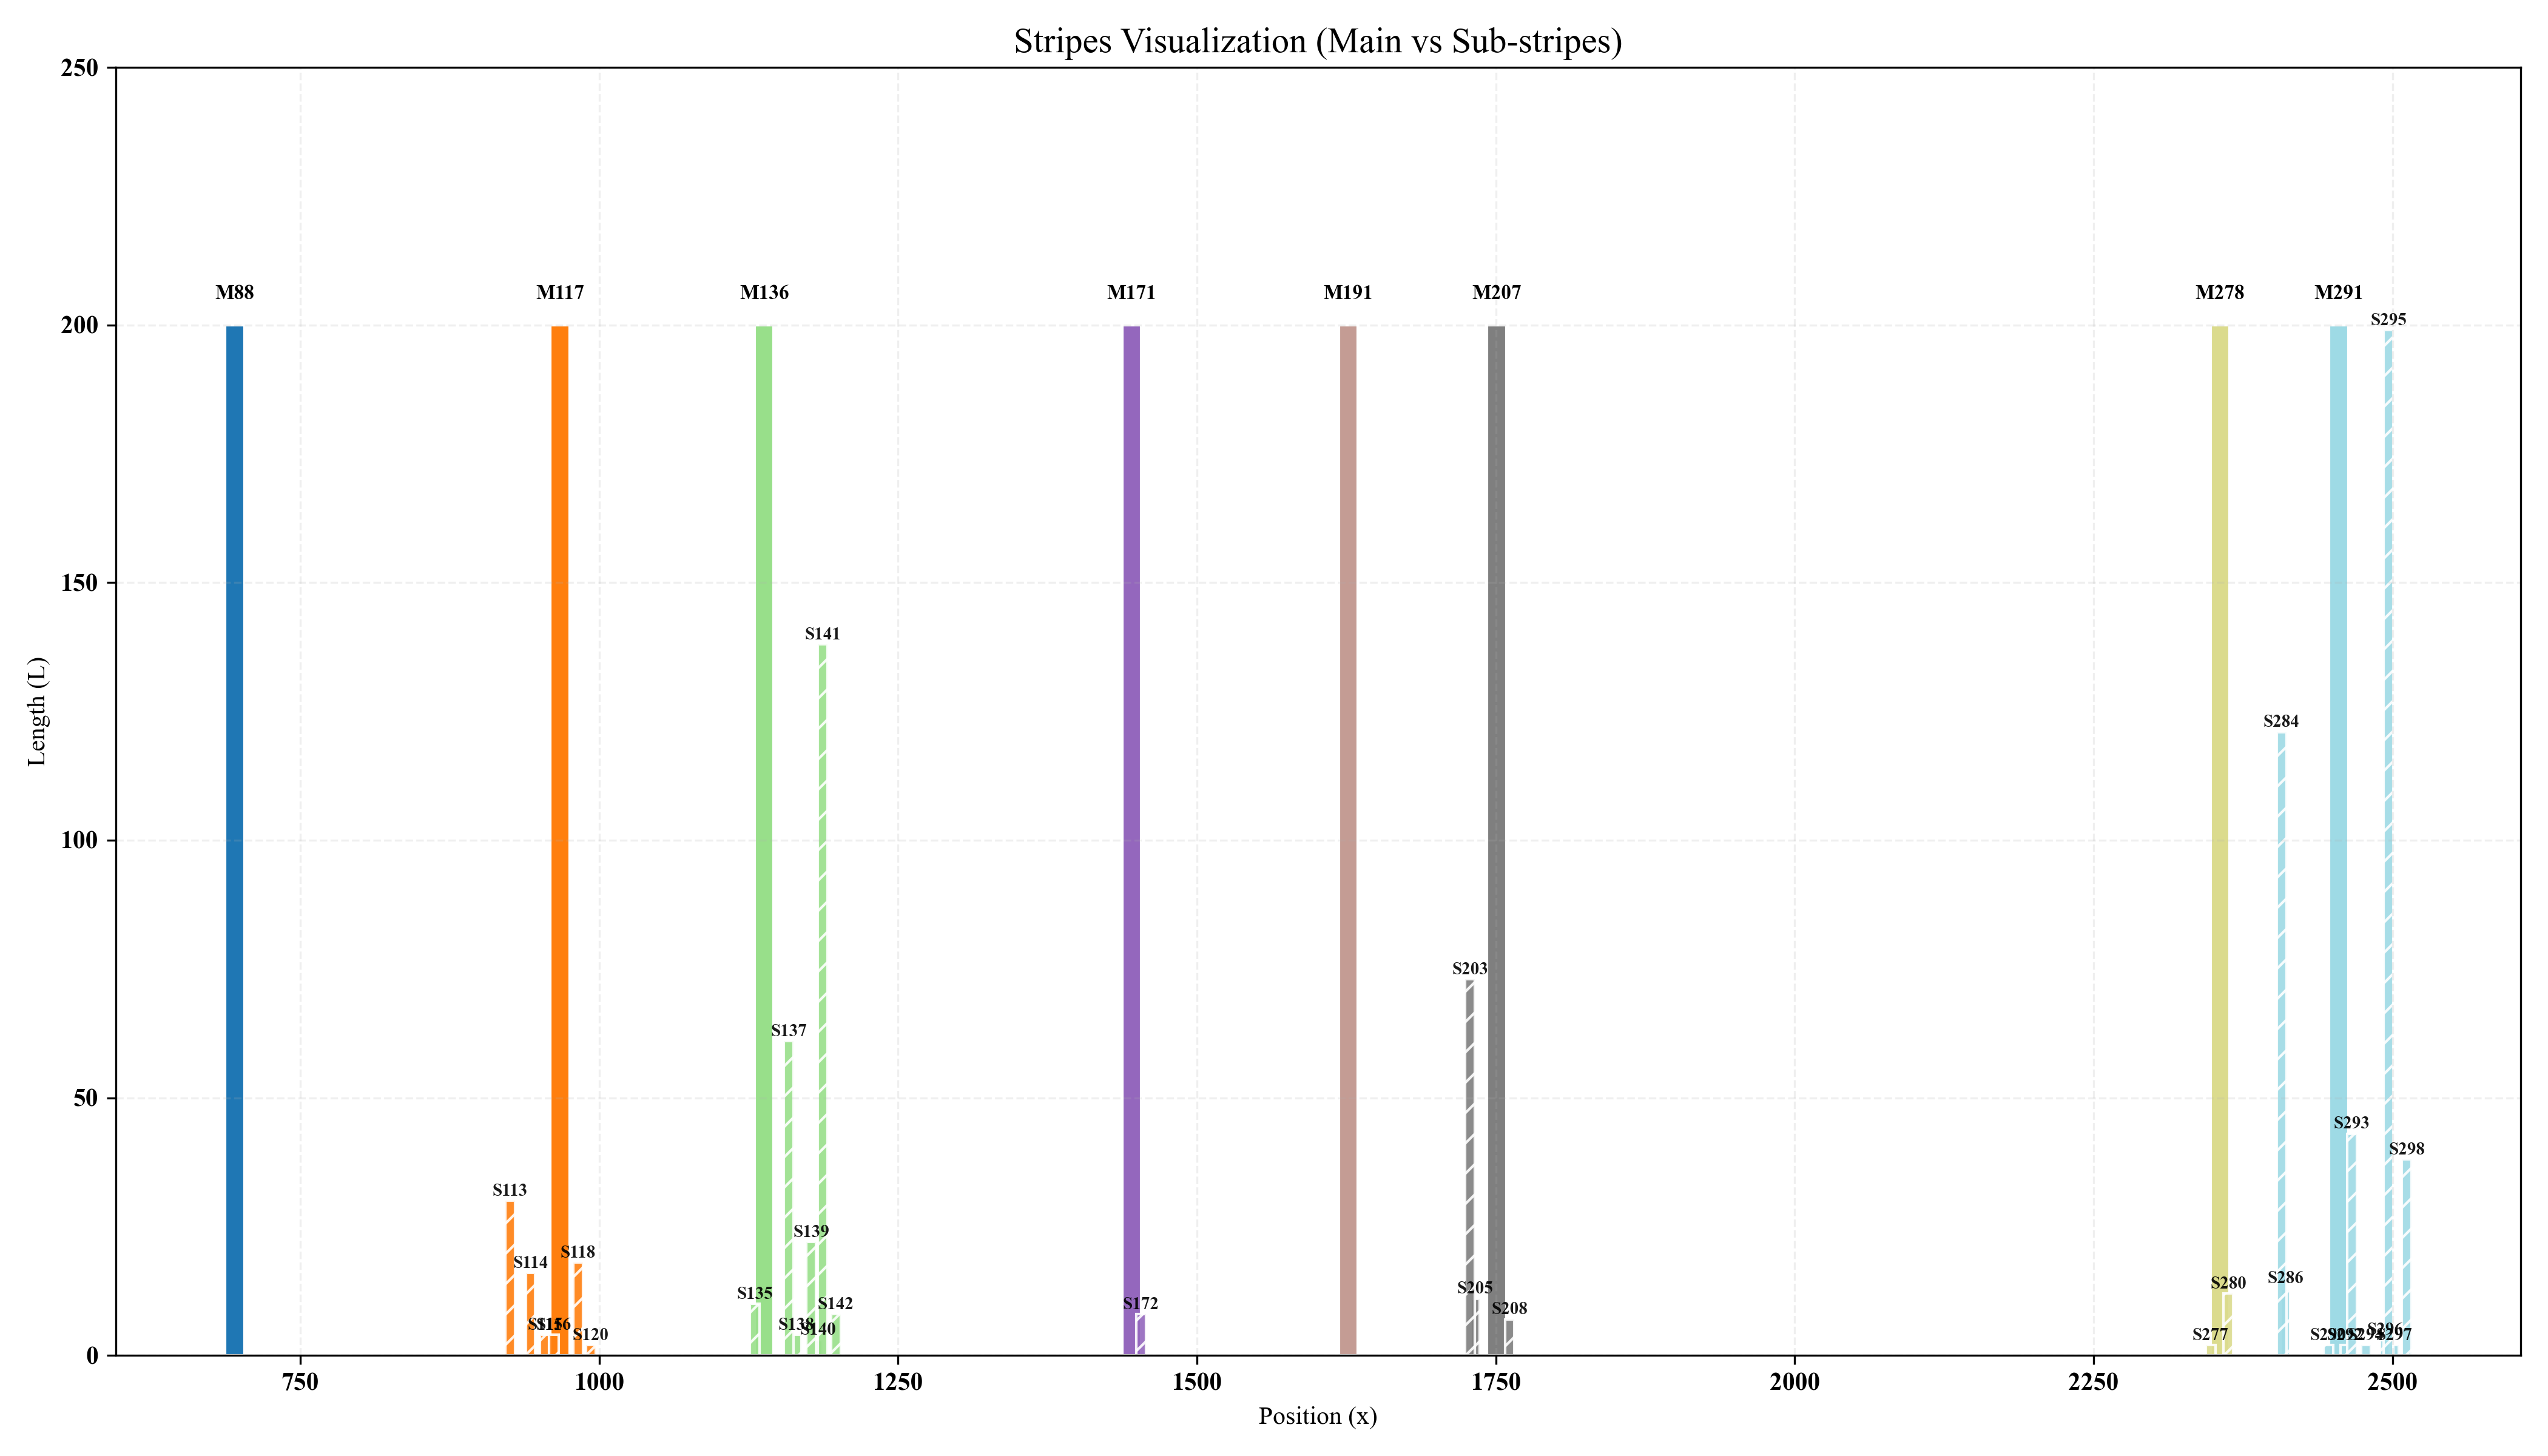 Stripes Visualization (Main vs Sub-stripes)
250
200
150
100
50
0
Length (L)
M88
M117
M136
M171
M191
M207
M278
M291
S295
S141
S284
S203
S137
S293
S298
S113
S139
S118
S114
S280
S286
S205
S135
S142
S172
S208
S116
S138
S140
S120
S277
S296
S297
750
1000
1250
1500
1750
2000
2250
2500
Position (x)